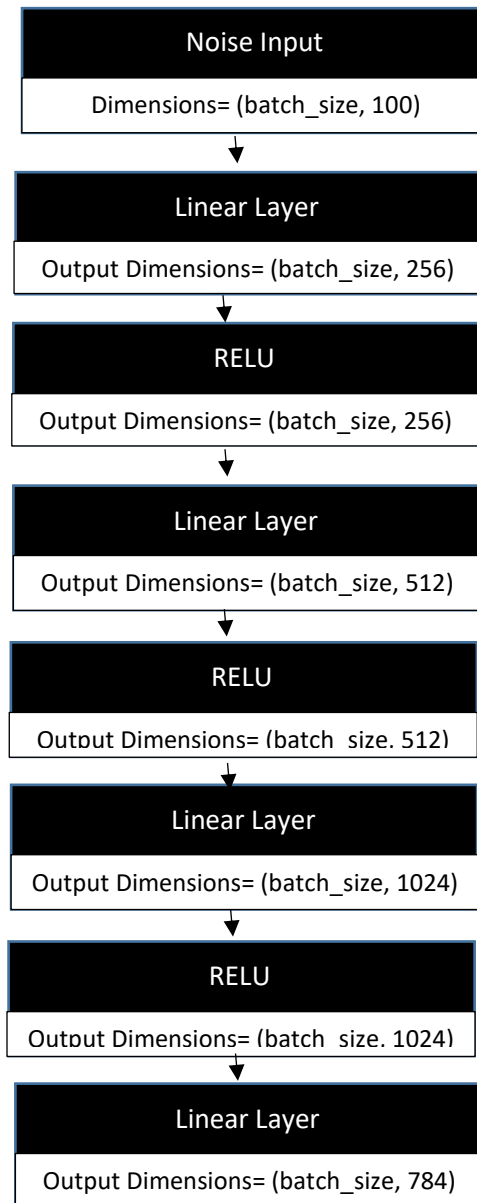 Noise Input
Dimensions= (batch_size, 100)
Linear Layer
Output Dimensions= (batch_size, 256)
RELU
Output Dimensions= (batch_size, 256)
Linear Layer
Output Dimensions= (batch_size, 512)
RELU
Output Dimensions= (batch_size, 512)
Linear Layer
Output Dimensions= (batch_size, 1024)
RELU
Output Dimensions= (batch_size, 1024)
Linear Layer
Output Dimensions= (batch_size, 784)